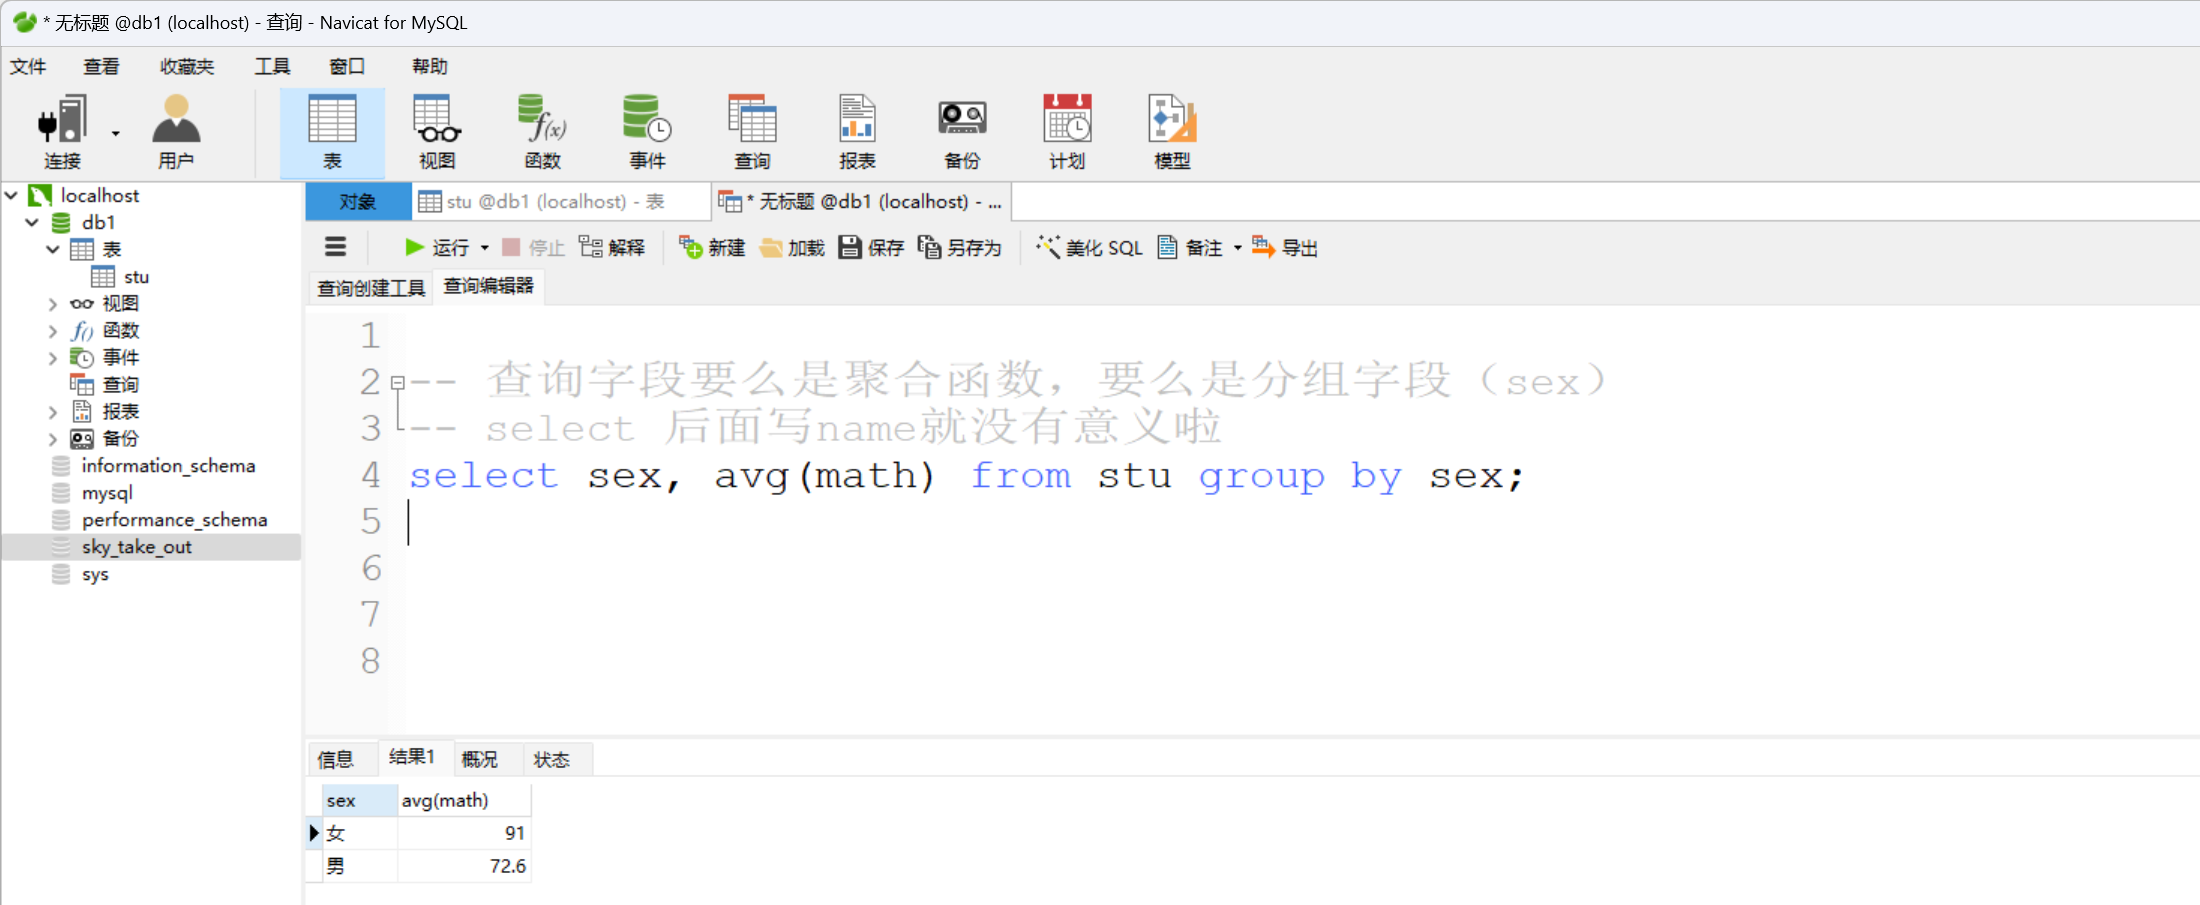 * 无标题 @db1 (localhost) - 查询 - Navicat for MySQL
文件 查看 收藏夹 工具 窗口 帮助
连接 用户 表 视图 函数 事件 查询 报表 备份 计划 模型
localhost
db1
表
stu
视图
函数
事件
查询
报表
备份
information_schema
mysql
performance_schema
sky_take_out
sys
对象 stu @db1 (localhost) - 表 * 无标题 @db1 (localhost) - ...
运行 停止 解释 新建 加载 保存 另存为 美化 SQL 备注 导出
查询创建工具 查询编辑器
1
2 -- 查询字段要么是聚合函数，要么是分组字段（sex）
3 -- select 后面写name就没有意义啦
4 select sex, avg(math) from stu group by sex;
5
6
7
8
信息 结果1 概况 状态
sex avg(math)
女 91
男 72.6